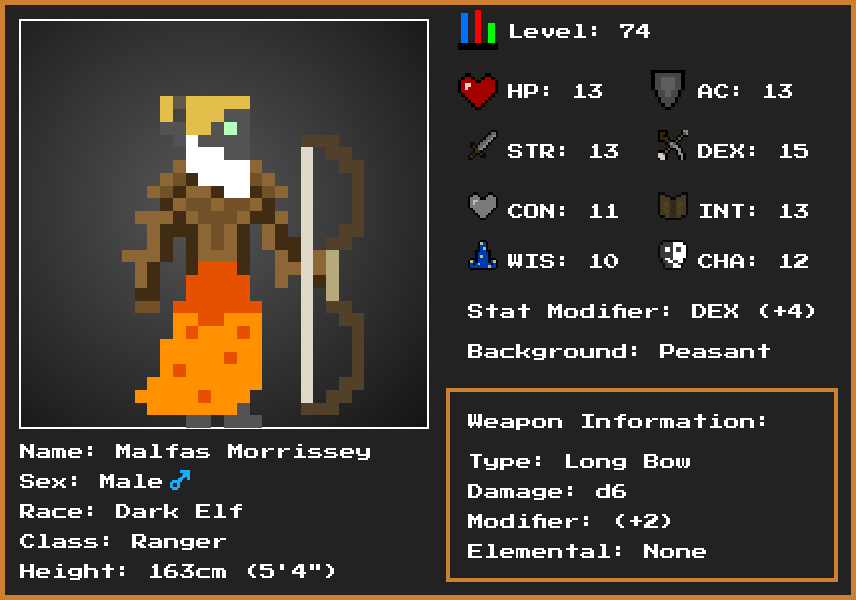 Level: 74
HP: 13 AC: 13
STR: 13 DEX: 15
CON: 11 INT: 13
WIS: 10 CHA: 12
Stat Modifier: DEX (+4)
Background: Peasant
Weapon Information:
Type: Long Bow
Damage: d6
Modifier: (+2)
Elemental: None
Name: Malfas Morrissey
Sex: Male ♂
Race: Dark Elf
Class: Ranger
Height: 163cm (5'4")